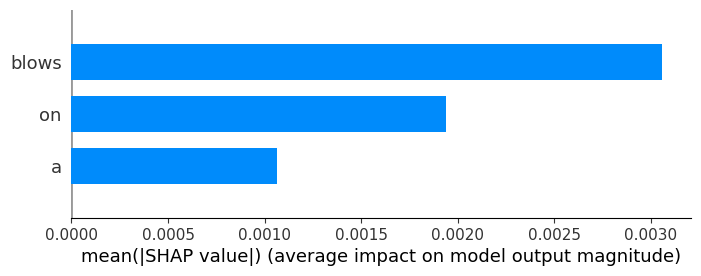 blows
on
a
0.0000 0.0005 0.0010 0.0015 0.0020 0.0025 0.0030
mean(|SHAP value|) (average impact on model output magnitude)